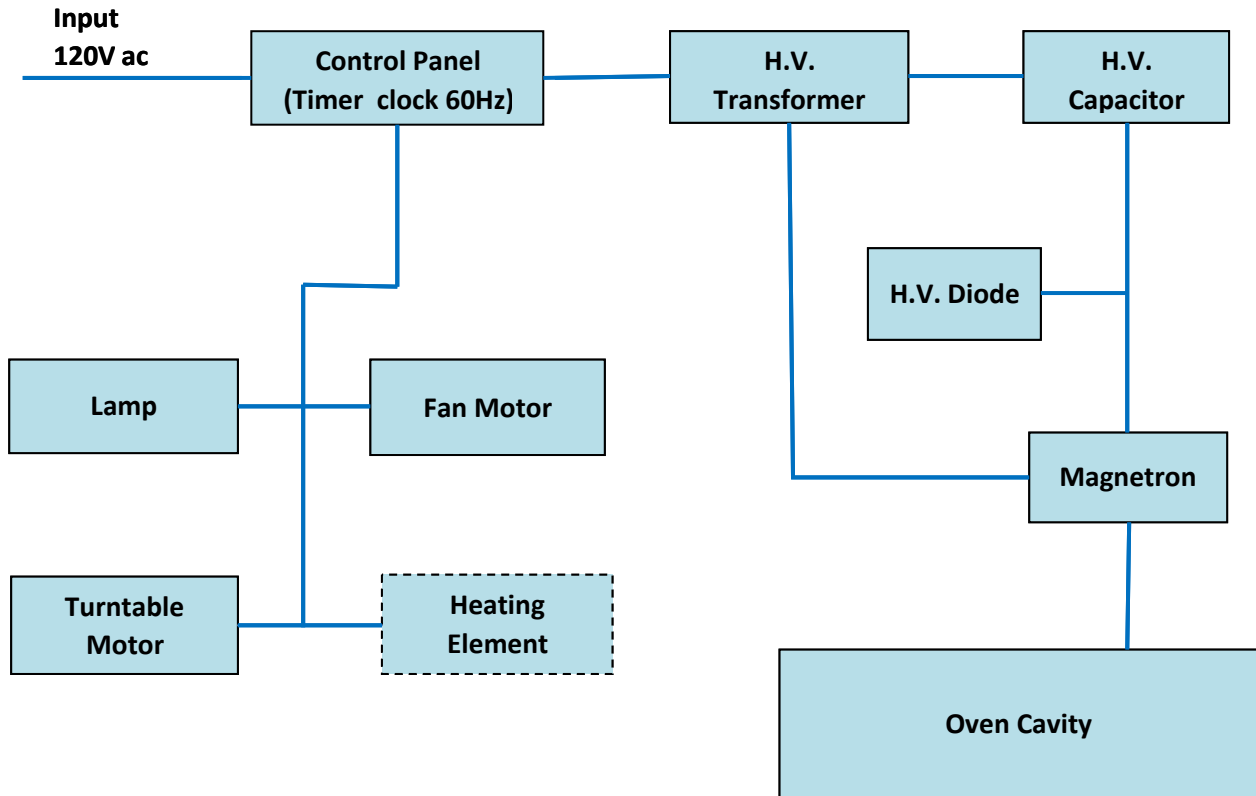 Input
120V ac
Control Panel
(Timer clock 60Hz)
H.V.
Transformer
H.V.
Capacitor
H.V. Diode
Lamp
Fan Motor
Magnetron
Turntable
Motor
Heating
Element
Oven Cavity